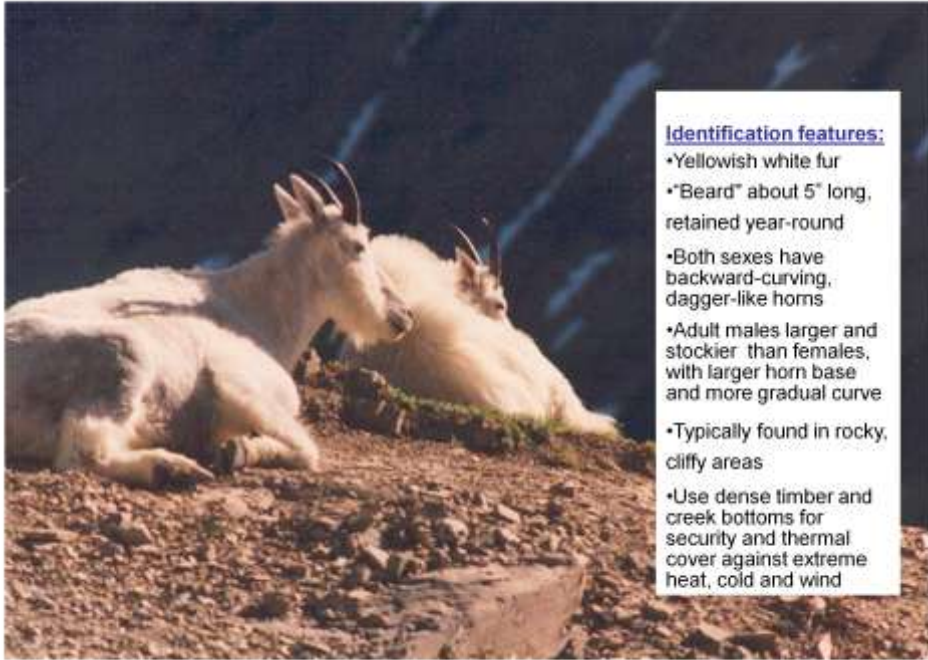 Identification features:
•Yellowish white fur
•"Beard" about 5" long,
retained year-round
•Both sexes have
backward-curving,
dagger-like horns
•Adult males larger and
stockier than females,
with larger horn base
and more gradual curve
•Typically found in rocky,
cliffy areas
•Use dense timber and
creek bottoms for
security and thermal
cover against extreme
heat, cold and wind